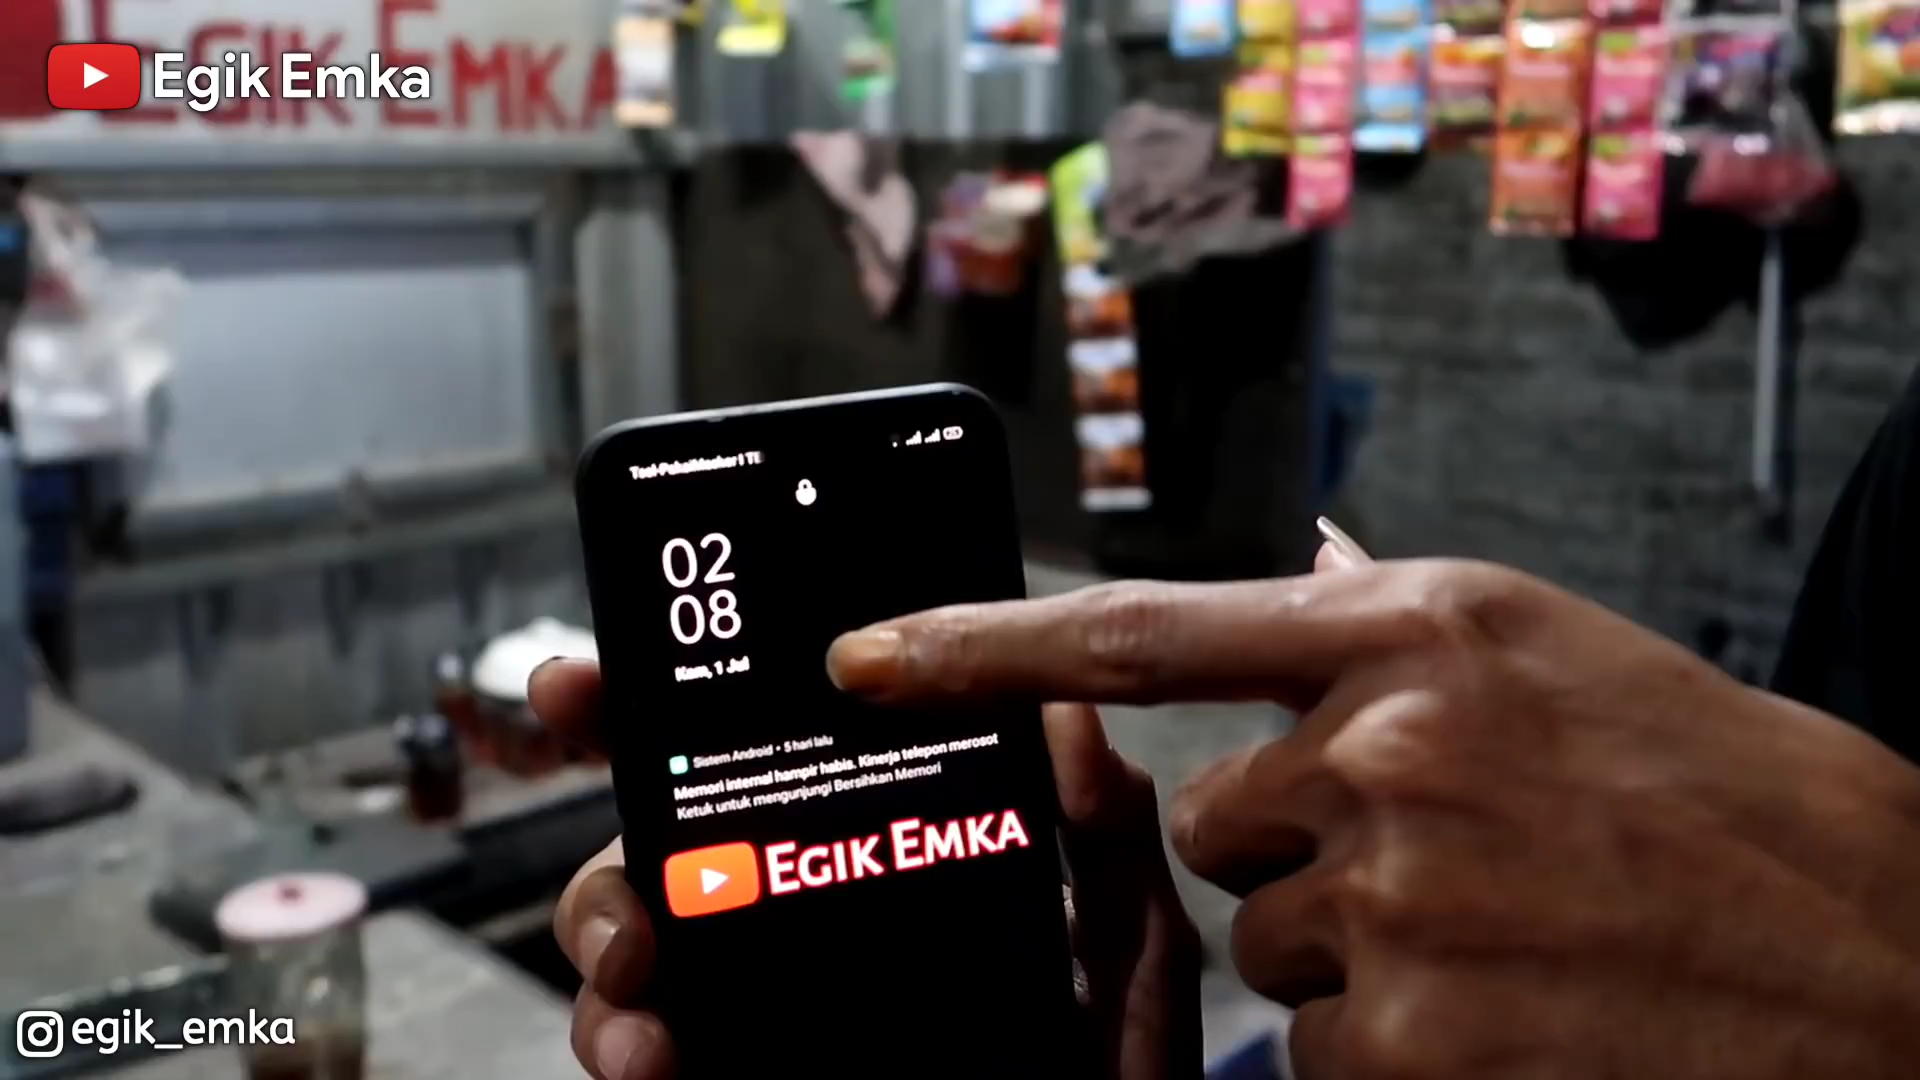 Egik Emka
EGIK EMKA
02
08
Kam, 1 Jul
Sistem Android • 5 hari lalu
Memori internal hampir habis. Kinerja telepon merosot
Ketuk untuk mengunjungi Bersihkan Memori
EGIK EMKA
egik_emka